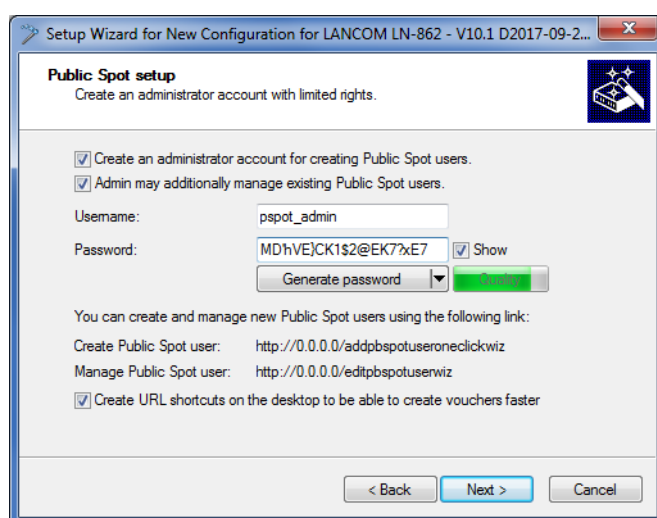 Setup Wizard for New Configuration for LANCOM LN-862 - V10.1 D2017-09-2...
Public Spot setup
Create an administrator account with limited rights.
Create an administrator account for creating Public Spot users.
Admin may additionally manage existing Public Spot users.
Username: pspot_admin
Password: MD'hVE}CK1$2@EK7?xE7 Show
Generate password Quality
You can create and manage new Public Spot users using the following link:
Create Public Spot user: http://0.0.0.0/addpbspotuseroneclickwiz
Manage Public Spot user: http://0.0.0.0/editpbspotuserwiz
Create URL shortcuts on the desktop to be able to create vouchers faster
< Back Next > Cancel